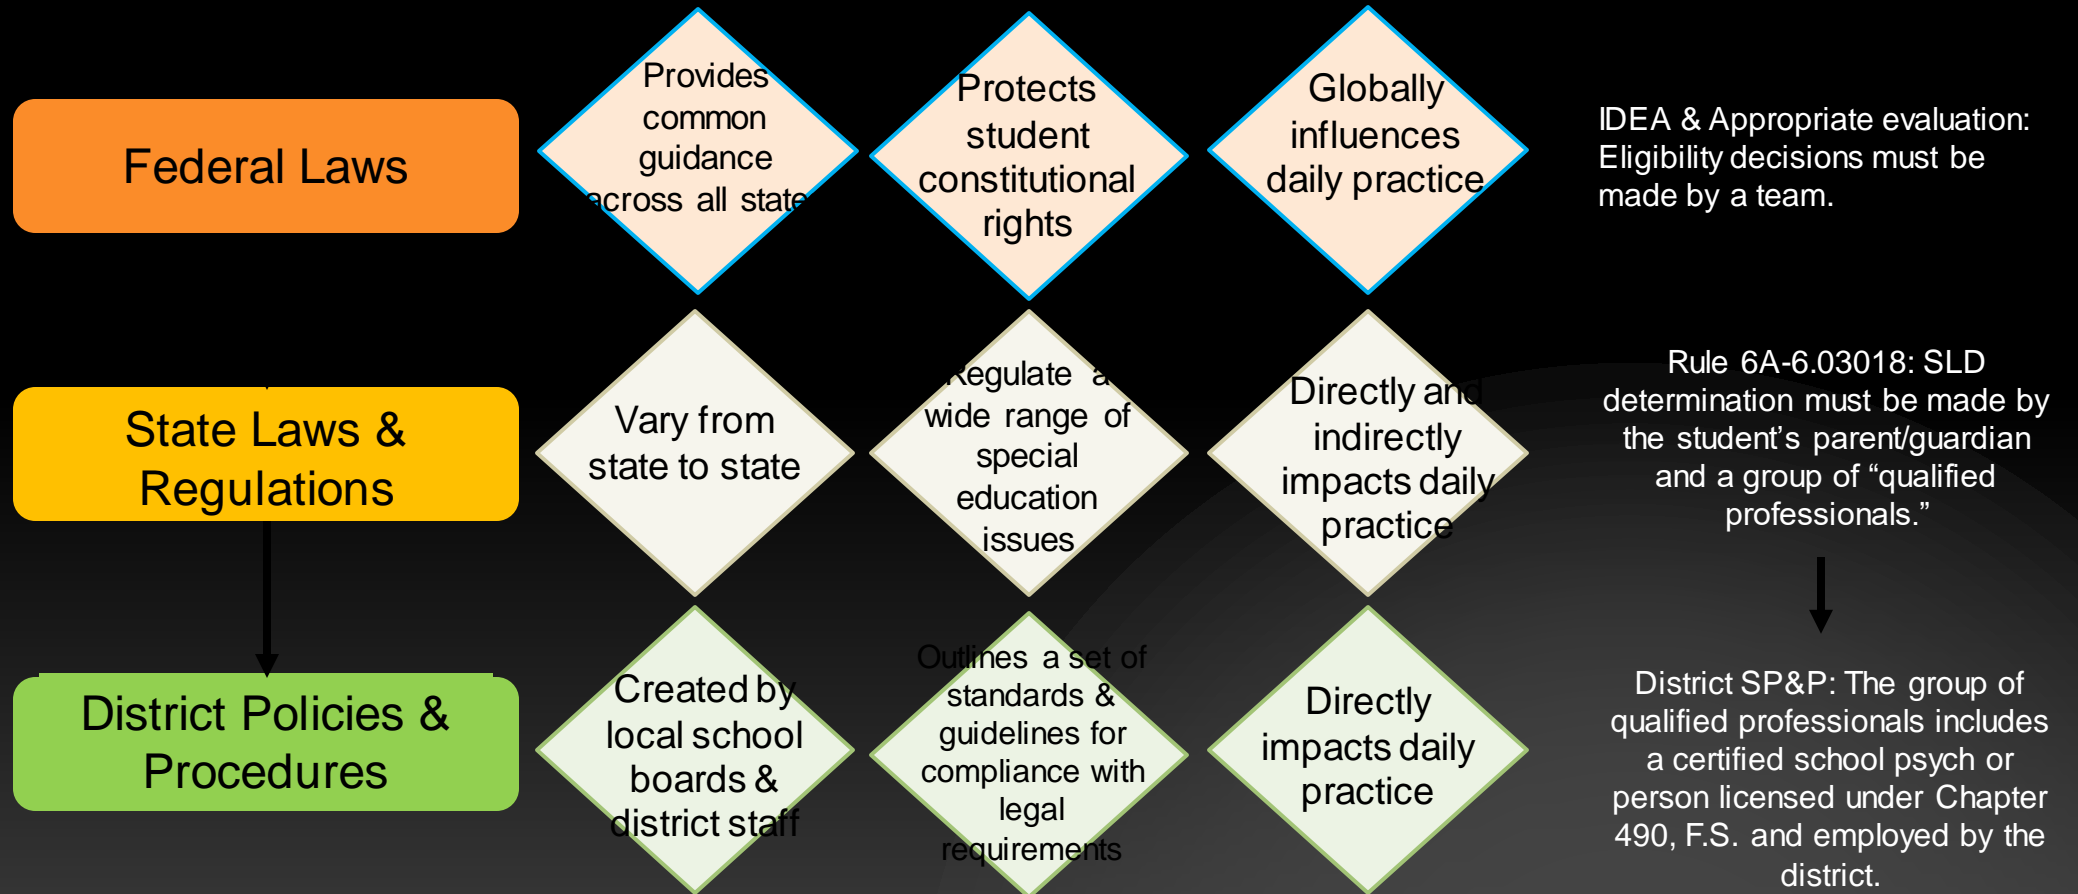 Federal Laws
Provides
common
guidance
across all state
Protects
student
constitutional
rights
Globally
influences
daily practice
IDEA & Appropriate evaluation:
Eligibility decisions must be
made by a team.
State Laws &
Regulations
Vary from
state to state
Regulate a
wide range of
special
education
issues
Directly and
indirectly
impacts daily
practice
Rule 6A-6.03018: SLD
determination must be made by
the student’s parent/guardian
and a group of “qualified
professionals.”
District Policies &
Procedures
Created by
local school
boards &
district staff
Outlines a set of
standards &
guidelines for
compliance with
legal
requirements
Directly
impacts daily
practice
District SP&P: The group of
qualified professionals includes
a certified school psych or
person licensed under Chapter
490, F.S. and employed by the
district.